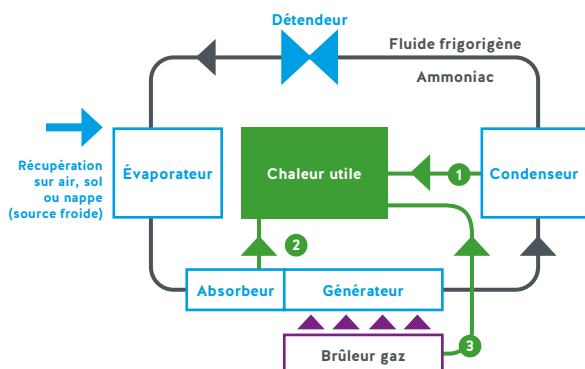 Détendeur
Fluide frigorigène
Ammoniac
Récupération
sur air, sol
ou nappe
(source froide)
Évaporateur
Chaleur utile
1
Condenseur
2
Absorbeur
Générateur
Brûleur gaz
3